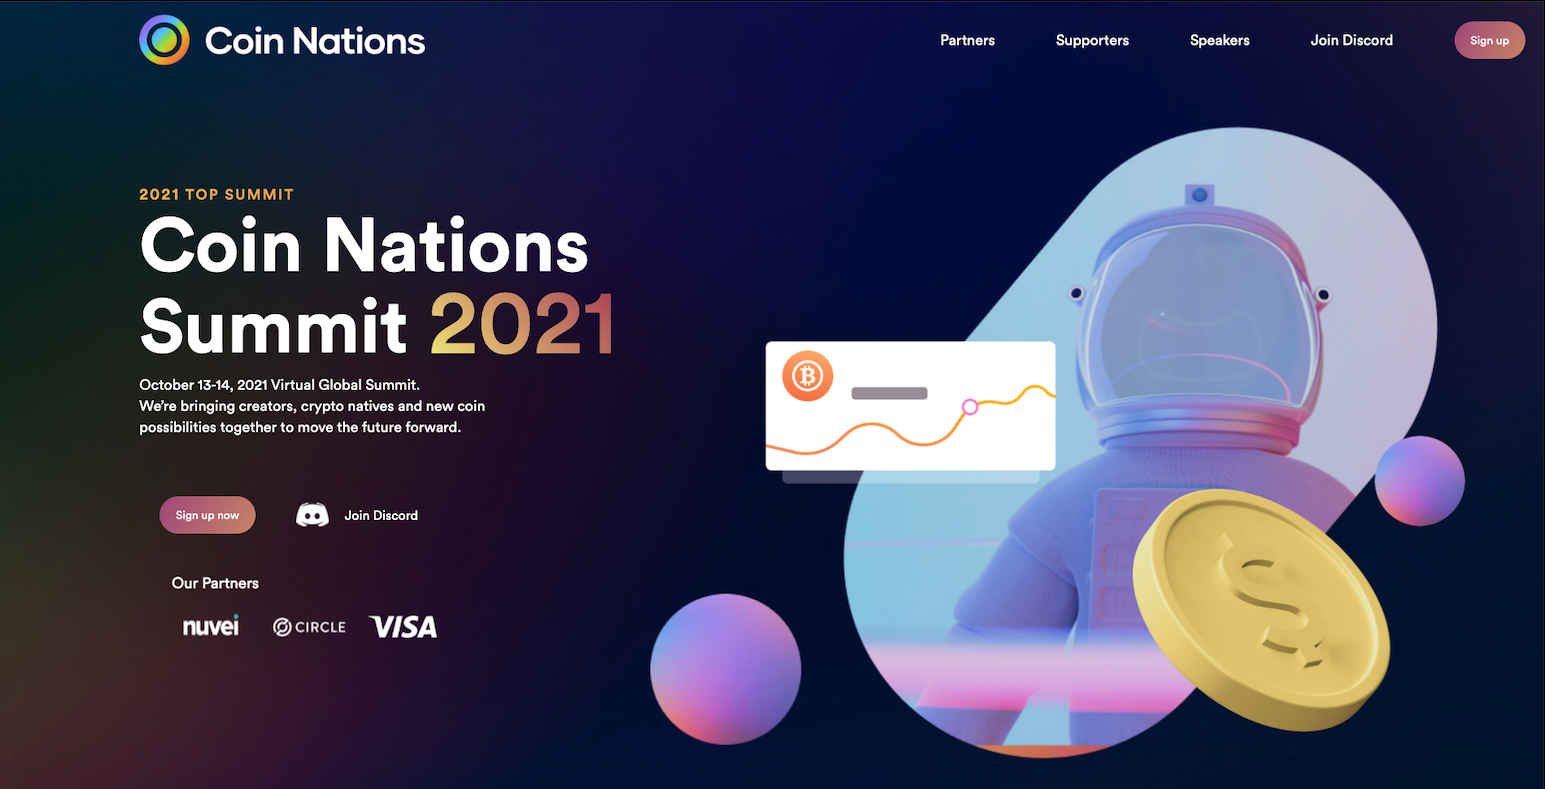 Coin Nations
Partners
Supporters
Speakers
Join Discord
Sign up
2021 TOP SUMMIT
Coin Nations
Summit 2021
October 13-14, 2021 Virtual Global Summit.
We're bringing creators, crypto natives and new coin
possibilities together to move the future forward.
Sign up now
Join Discord
Our Partners
nuvei
CIRCLE
VISA